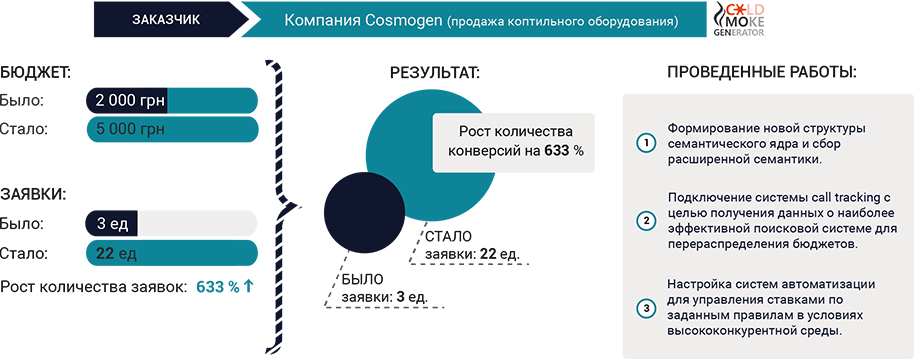 ЗАКАЗЧИК
Компания Cosmogen (продажа коптильного оборудования)
COLD
SMOKE
GENERATOR
БЮДЖЕТ:
Было: 2 000 грн
Стало: 5 000 грн
ЗАЯВКИ:
Было: 3 ед
Стало: 22 ед
Рост количества заявок: 633 % ↑
РЕЗУЛЬТАТ:
Рост количества
конверсий на 633 %
СТАЛО
заявки: 22 ед.
БЫЛО
заявки: 3 ед.
ПРОВЕДЕННЫЕ РАБОТЫ:
1
Формирование новой структуры
семантического ядра и сбор
расширенной семантики.
2
Подключение системы call tracking с
целью получения данных о наиболее
эффективной поисковой системе для
перераспределения бюджетов.
3
Настройка систем автоматизации
для управления ставками по
заданным правилам в условиях
высококонкурентной среды.